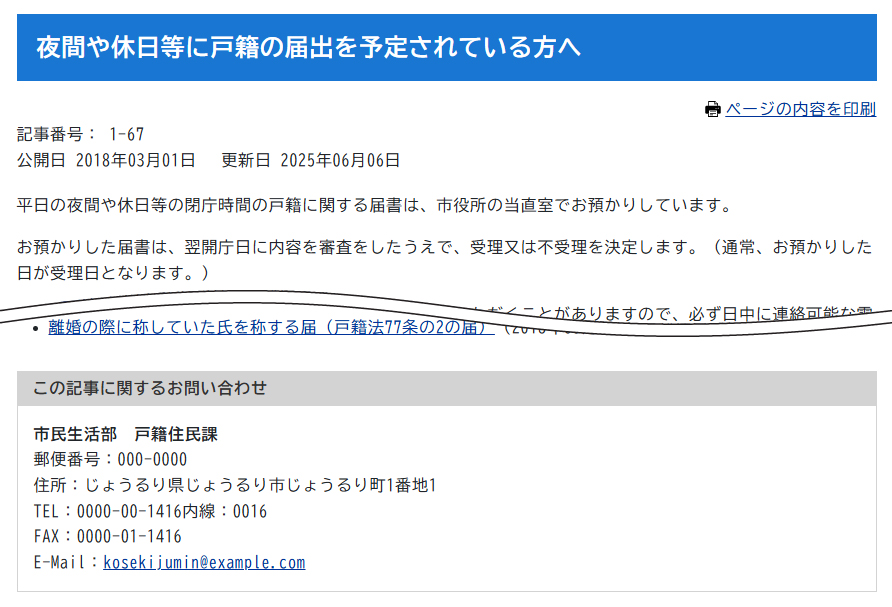 夜間や休日等に戸籍の届出を予定されている方へ
ページの内容を印刷
記事番号： 1-67
公開日 2018年03月01日 更新日 2025年06月06日
平日の夜間や休日等の閉庁時間の戸籍に関する届書は、市役所の当直室でお預かりしています。
お預かりした届書は、翌開庁日に内容を審査をしたうえで、受理又は不受理を決定します。（通常、お預かりした
日が受理日となります。）
ことがありますので、必ず日中に連絡可能な
離婚の際に称していた氏を称する届（戸籍法77条の2の届）
この記事に関するお問い合わせ
市民生活部 戸籍住民課
郵便番号：000-0000
住所：じょうるり県じょうるり市じょうるり町1番地1
TEL：0000-00-1416内線：0016
FAX：0000-01-1416
E-Mail：kosekijumin@example.com